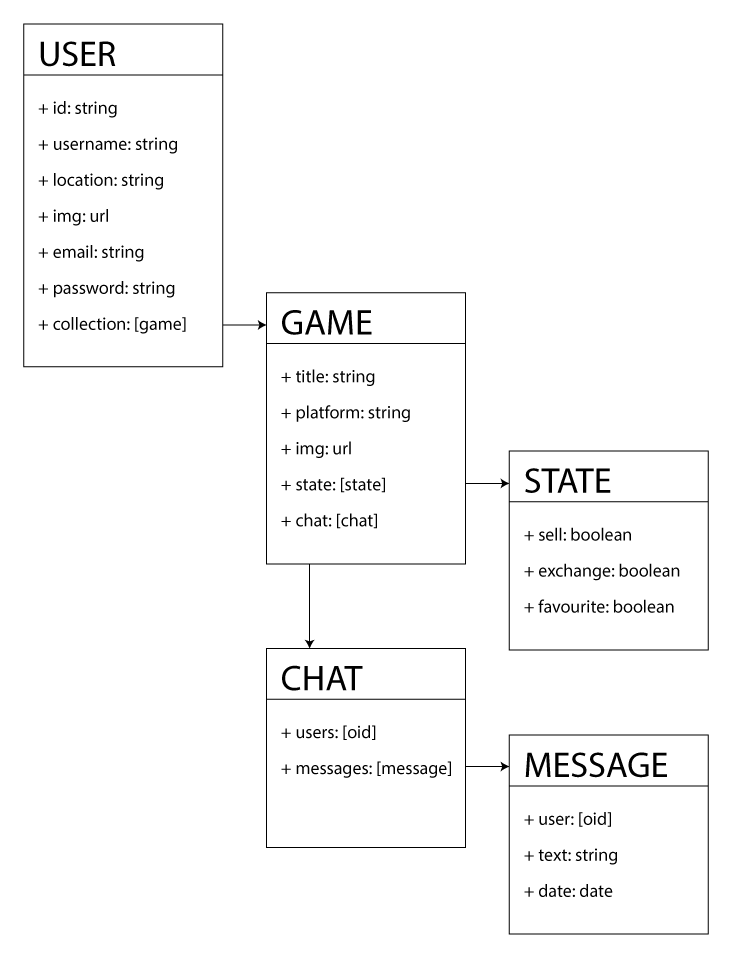 USER
+ id: string
+ username: string
+ location: string
+ img: url
+ email: string
+ password: string
+ collection: [game]
GAME
+ title: string
+ platform: string
+ img: url
+ state: [state]
+ chat: [chat]
STATE
+ sell: boolean
+ exchange: boolean
+ favourite: boolean
CHAT
+ users: [oid]
+ messages: [message]
MESSAGE
+ user: [oid]
+ text: string
+ date: date